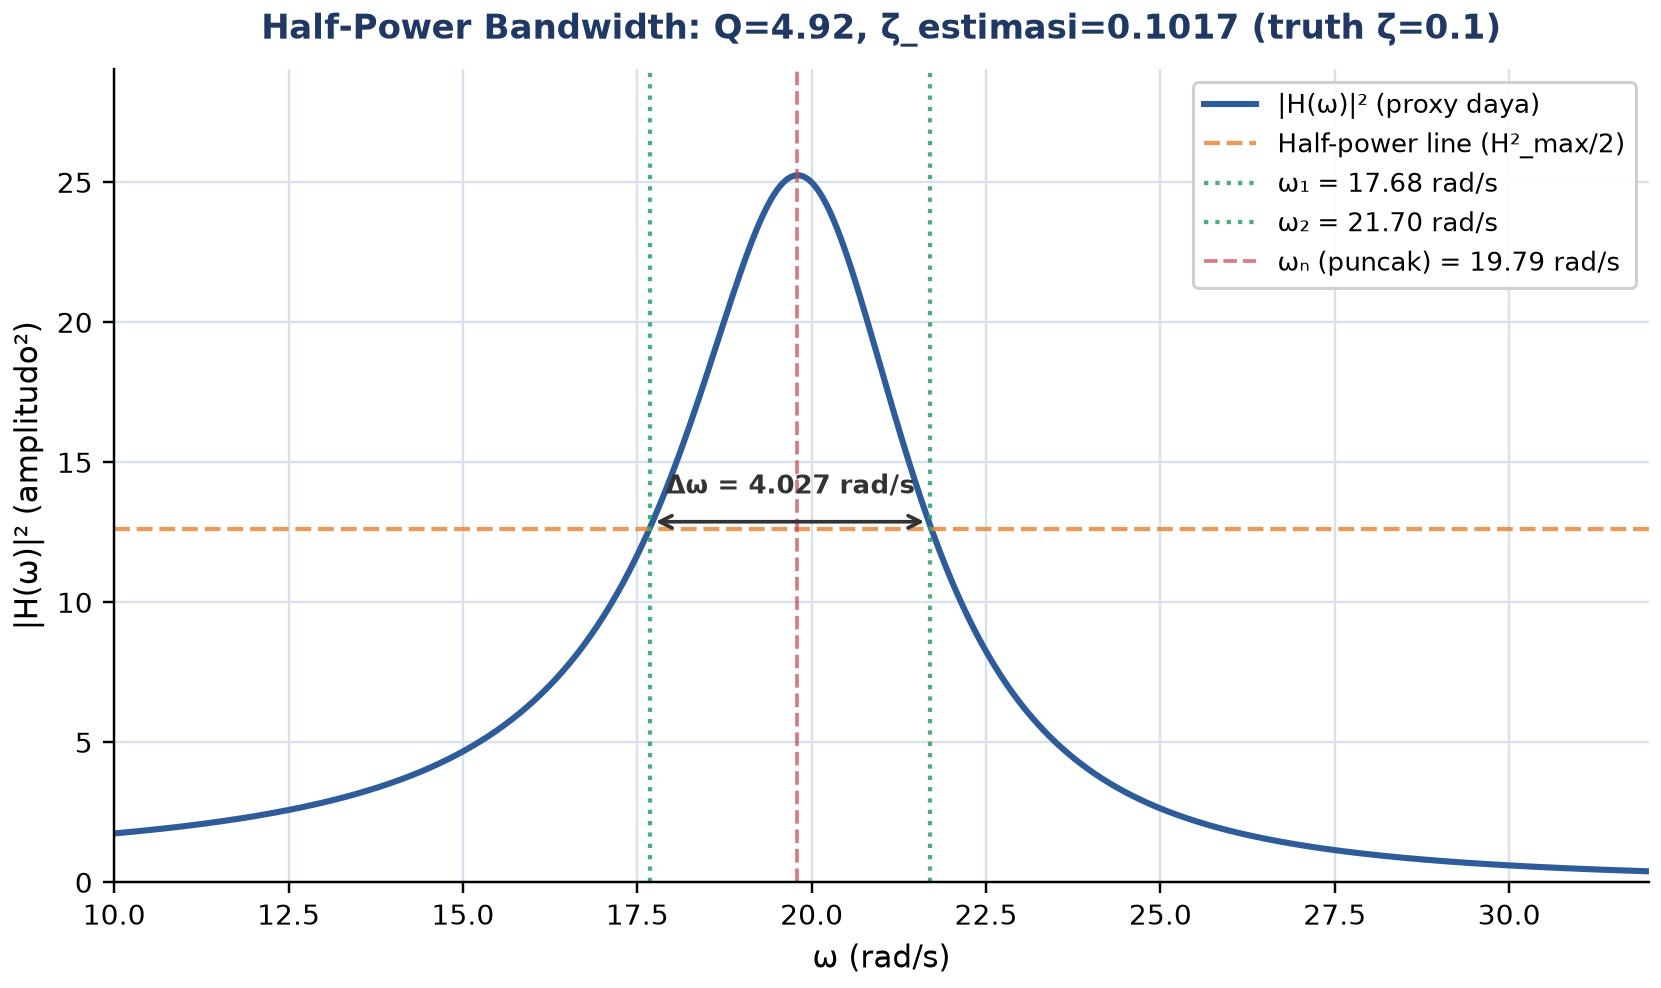 Half-Power Bandwidth: Q=4.92, ζ_estimasi=0.1017 (truth ζ=0.1)
|H(ω)|² (proxy daya)
Half-power line (H²_max/2)
ω₁ = 17.68 rad/s
ω₂ = 21.70 rad/s
ωₙ (puncak) = 19.79 rad/s
Δω = 4.027 rad/s
|H(ω)|² (amplitudo²)
25
20
15
10
5
0
10.0 12.5 15.0 17.5 20.0 22.5 25.0 27.5 30.0
ω (rad/s)